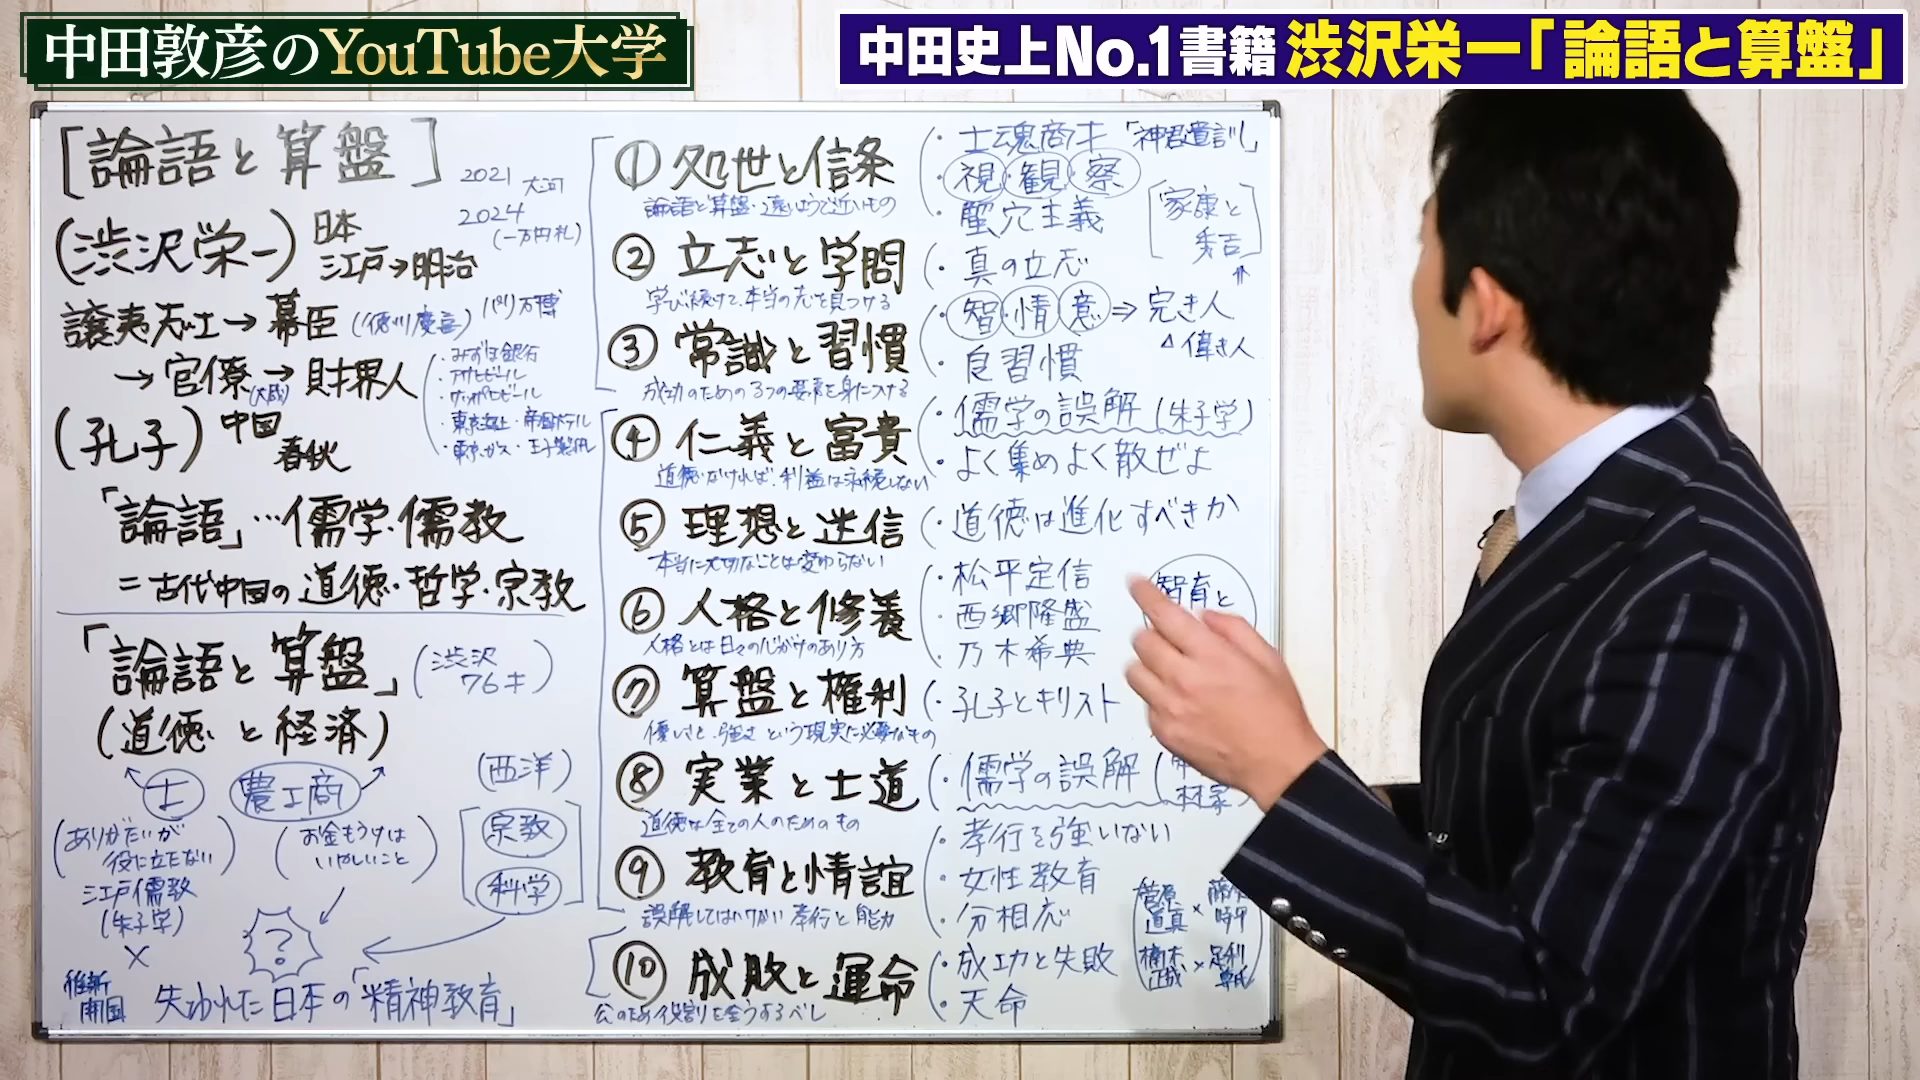 中田敦彦のYouTube大学
中田史上No.1書籍 渋沢栄一「論語と算盤」
[論語と算盤]
2021 大河
2024
(一万円札)
(渋沢栄一) 日本
江戸→明治
譲夷志士→幕臣(徳川慶喜)パリ万博
→官僚→財界人
(大蔵)
・みずほ銀行
・アサヒビール
・サッポロビール
・東京海上・帝国ホテル
・東京ガス・王子製紙
(孔子) 中国
春秋
「論語」…儒学・儒教
=古代中国の道徳・哲学・宗教
「論語と算盤」(渋沢
76才)
(道徳と経済)
士
農工商
(西洋)
宗教
科学
(ありがたいが
役に立たない)
(お金もうけは
いやしいこと)
江戸儒教
(朱子学)
×
?
維新
開国
失われた日本の「精神教育」
①処世と信条
論語と算盤・遠いようで近いもの
・士魂商才「神君遺訓」
・視・観・察
・蟹穴主義
[家康と
秀吉]
↑
②立志と学問
学び続けて、本当の志を見つける
・真の立志
③常識と習慣
成功のための3つの要素を身に入ける
・智・情・意⇒完き人
△偉き人
・良習慣
④仁義と富貴
道徳がなければ、利益は永続しない
・儒学の誤解(朱子学)
・よく集めよく散ぜよ
⑤理想と迷信
本当に大切なことは変わらない
・道徳は進化すべきか
⑥人格と修養
人格とは日々の心がけのあり方
・松平定信
・西郷隆盛
・乃木希典
智育と
⑦算盤と権利
優しさと強さという現実に必要なもの
・孔子とキリスト
⑧実業と士道
道徳は全ての人のためのもの
・儒学の誤解(
林家)
⑨教育と情誼
誤解してはいけない孝行と能力
・孝行を強いない
・女性教育
・分相応
菅原
道真×藤原
時平
楠木
正成×足利
尊氏
⑩成敗と運命
公のため役割を全うするべし
・成功と失敗
・天命